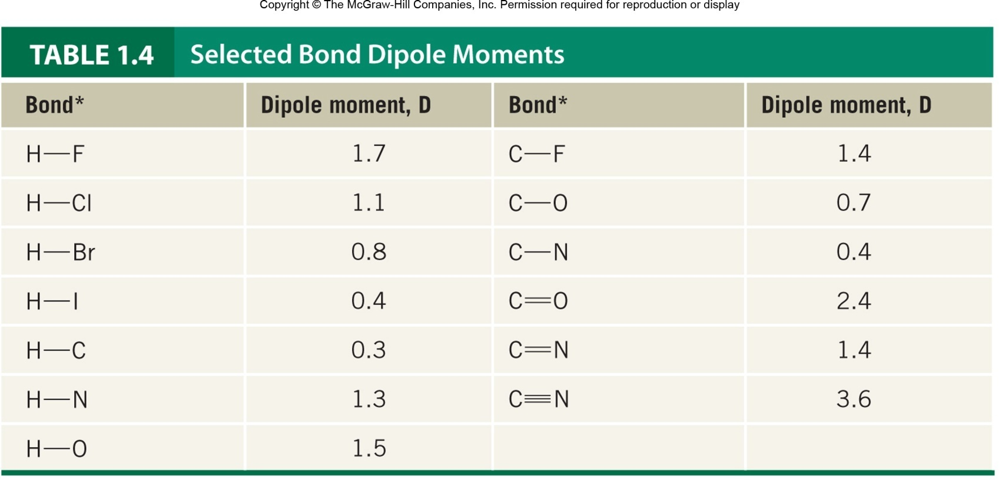 Copyright © The McGraw-Hill Companies, Inc. Permission required for reproduction or display
TABLE 1.4 Selected Bond Dipole Moments
Bond* Dipole moment, D Bond* Dipole moment, D
H—F 1.7 C—F 1.4
H—Cl 1.1 C—O 0.7
H—Br 0.8 C—N 0.4
H—I 0.4 C=O 2.4
H—C 0.3 C=N 1.4
H—N 1.3 C≡N 3.6
H—O 1.5